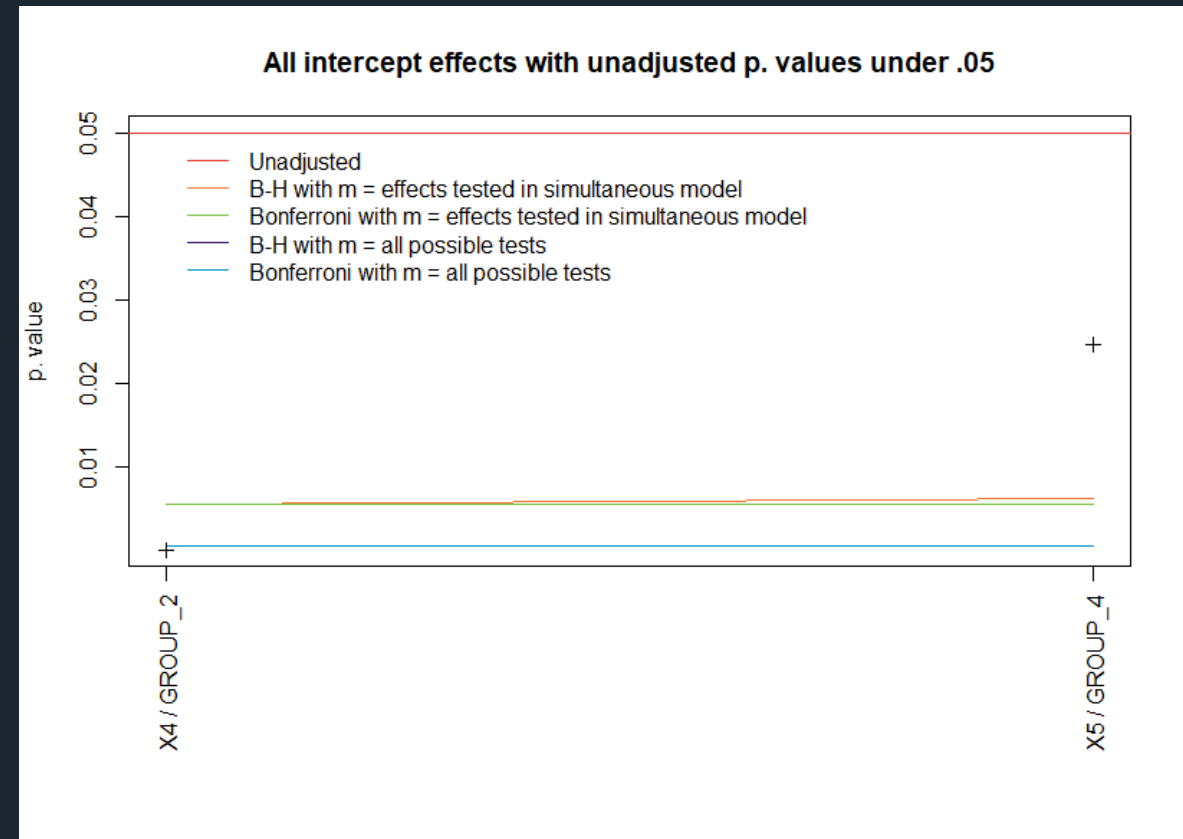 All intercept effects with unadjusted p. values under .05
Unadjusted
B-H with m = effects tested in simultaneous model
Bonferroni with m = effects tested in simultaneous model
B-H with m = all possible tests
Bonferroni with m = all possible tests
p. value
0.05
0.04
0.03
0.02
0.01
X4 / GROUP_2
X5 / GROUP_4